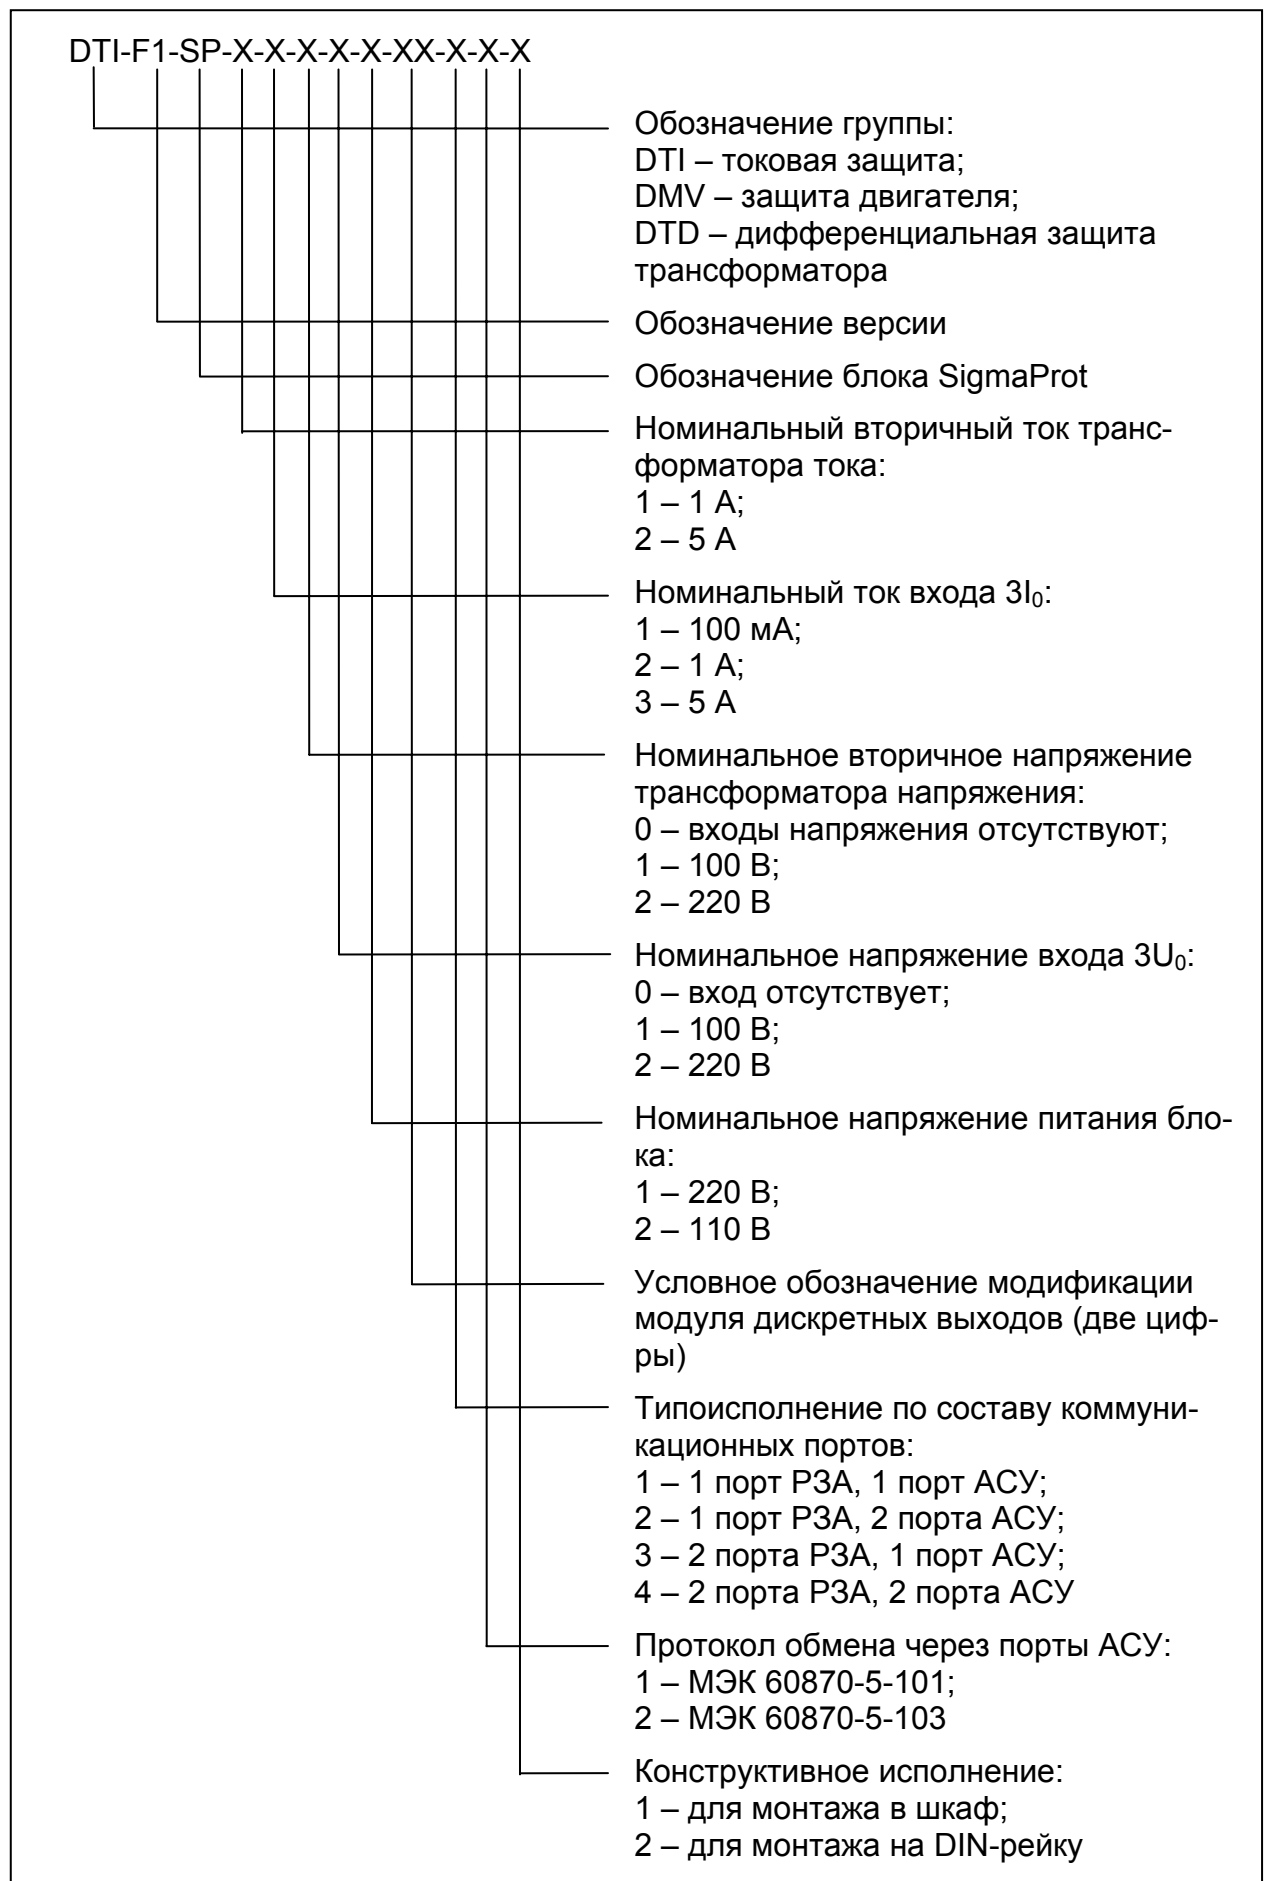 DTI-F1-SP-X-X-X-X-X-XX-X-X-X
Обозначение группы:
DTI – токовая защита;
DMV – защита двигателя;
DTD – дифференциальная защита
трансформатора
Обозначение версии
Обозначение блока SigmaProt
Номинальный вторичный ток транс-
форматора тока:
1 – 1 А;
2 – 5 А
Номинальный ток входа 3I₀:
1 – 100 мА;
2 – 1 А;
3 – 5 А
Номинальное вторичное напряжение
трансформатора напряжения:
0 – входы напряжения отсутствуют;
1 – 100 В;
2 – 220 В
Номинальное напряжение входа 3U₀:
0 – вход отсутствует;
1 – 100 В;
2 – 220 В
Номинальное напряжение питания бло-
ка:
1 – 220 В;
2 – 110 В
Условное обозначение модификации
модуля дискретных выходов (две циф-
ры)
Типоисполнение по составу коммуни-
кационных портов:
1 – 1 порт РЗА, 1 порт АСУ;
2 – 1 порт РЗА, 2 порта АСУ;
3 – 2 порта РЗА, 1 порт АСУ;
4 – 2 порта РЗА, 2 порта АСУ
Протокол обмена через порты АСУ:
1 – МЭК 60870-5-101;
2 – МЭК 60870-5-103
Конструктивное исполнение:
1 – для монтажа в шкаф;
2 – для монтажа на DIN-рейку